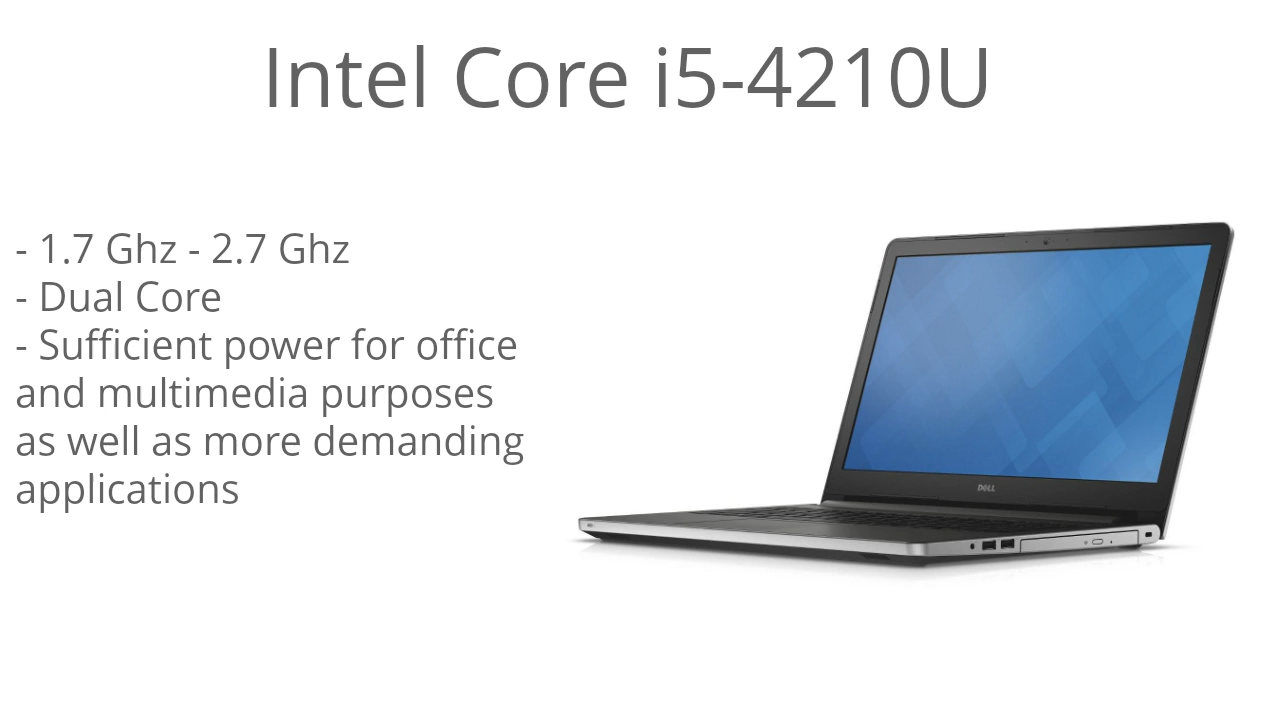 Intel Core i5-4210U
- 1.7 Ghz - 2.7 Ghz
- Dual Core
- Sufficient power for office
and multimedia purposes
as well as more demanding
applications
DELL